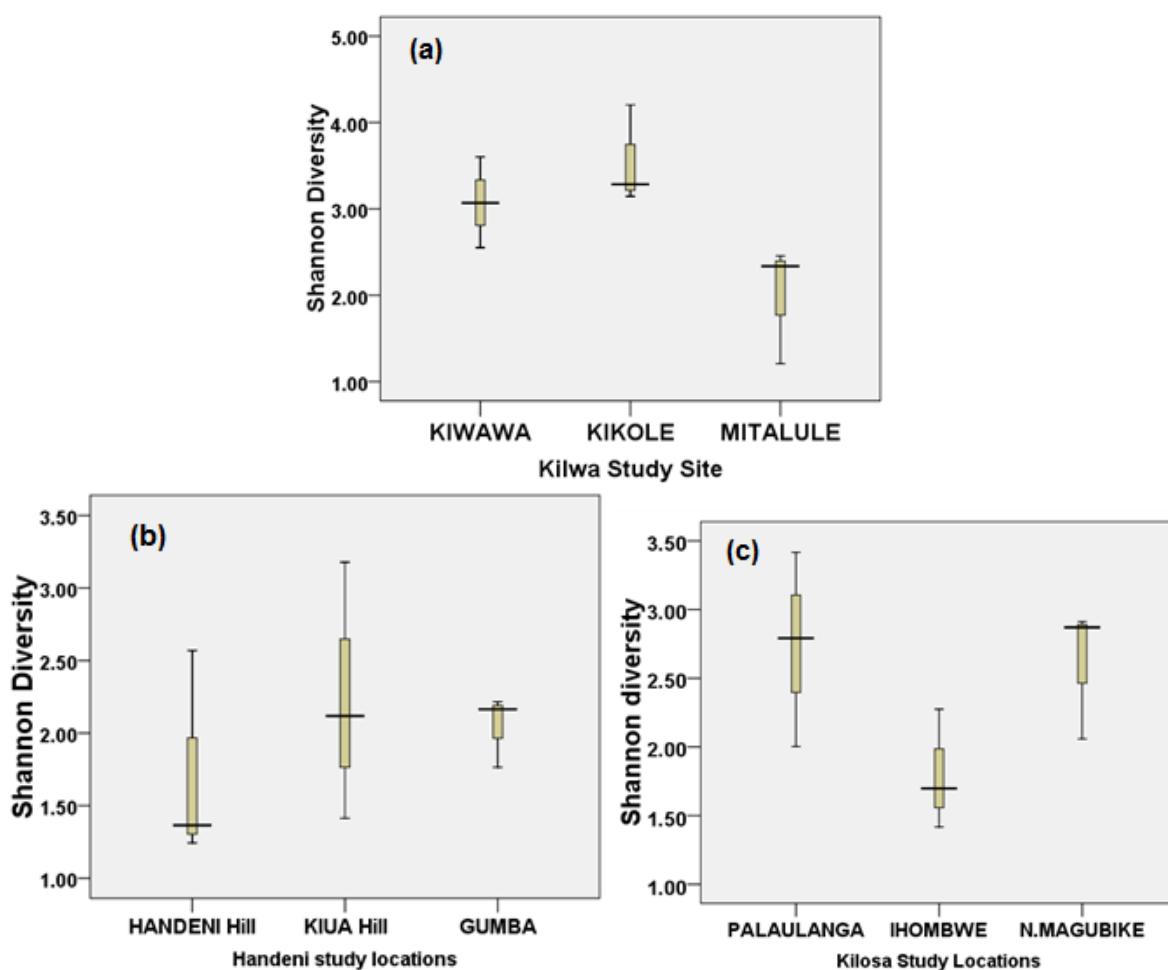 (a)
Shannon Diversity
5.00
4.00
3.00
2.00
1.00
KIWAWA KIKOLE MITALULE
Kilwa Study Site
(b)
Shannon Diversity
3.50
3.00
2.50
2.00
1.50
1.00
HANDENI Hill KIUA Hill GUMBA
Handeni study locations
(c)
Shannon diversity
3.50
3.00
2.50
2.00
1.50
1.00
PALAULANGA IHOMBWE N.MAGUBIKE
Kilosa Study Locations